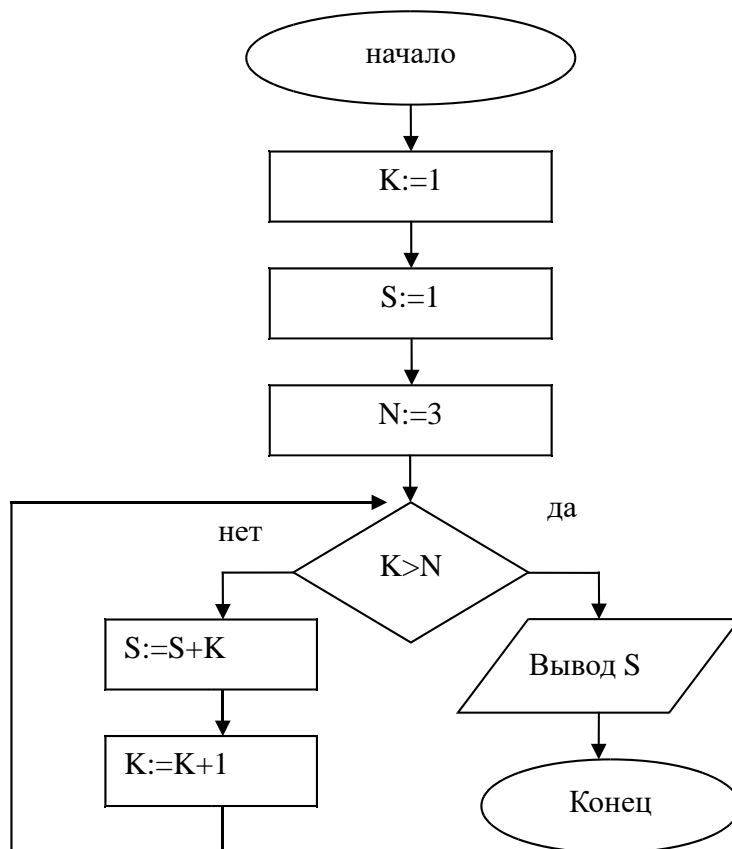 начало
K:=1
S:=1
N:=3
нет
да
K>N
S:=S+K
Вывод S
K:=K+1
Конец